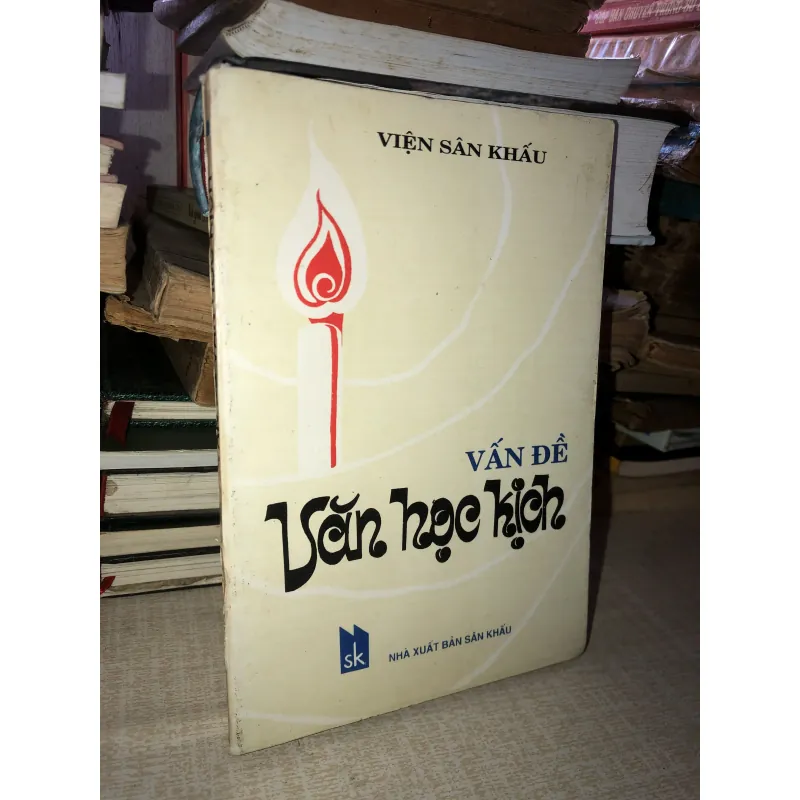 VIỆN SÂN KHẤU
VẤN ĐỀ
Văn học kịch
sk
NHÀ XUẤT BẢN SÂN KHẤU